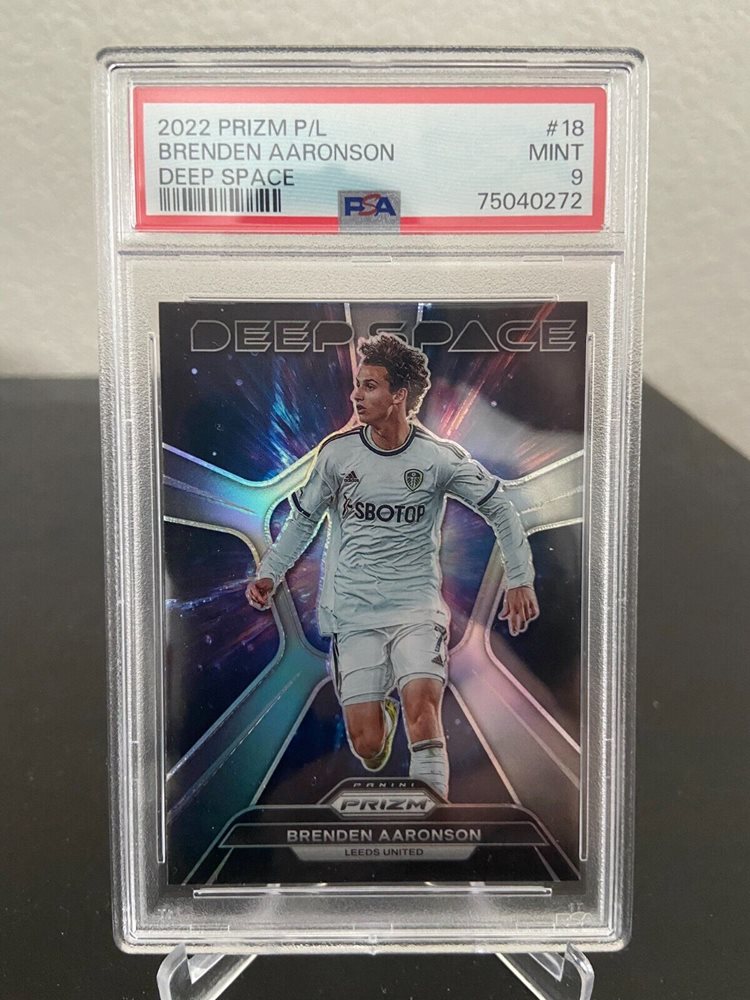 2022 PRIZM P/L #18
BRENDEN AARONSON MINT
DEEP SPACE 9
PSA 75040272
DEEP SPACE
SBOTOP
7
PANINI
PRIZM
BRENDEN AARONSON
LEEDS UNITED